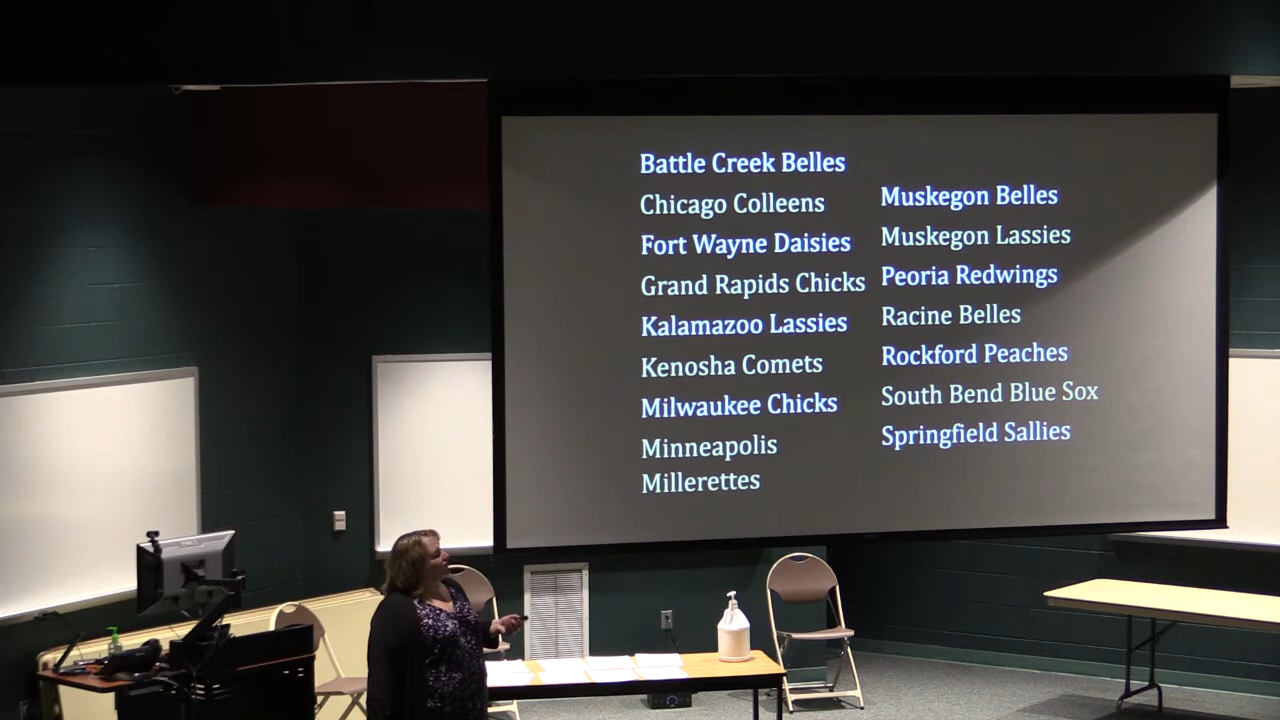 Battle Creek Belles
Chicago Colleens
Fort Wayne Daisies
Grand Rapids Chicks
Kalamazoo Lassies
Kenosha Comets
Milwaukee Chicks
Minneapolis
Millerettes
Muskegon Belles
Muskegon Lassies
Peoria Redwings
Racine Belles
Rockford Peaches
South Bend Blue Sox
Springfield Sallies